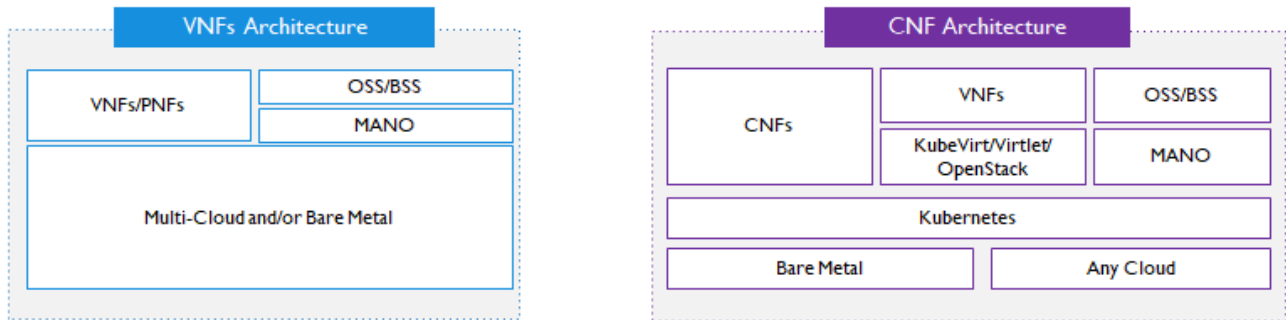 VNFs Architecture
VNFs/PNFs
OSS/BSS
MANO
Multi-Cloud and/or Bare Metal
CNF Architecture
CNFs
VNFs
OSS/BSS
KubeVirt/Virtlet/
OpenStack
MANO
Kubernetes
Bare Metal
Any Cloud